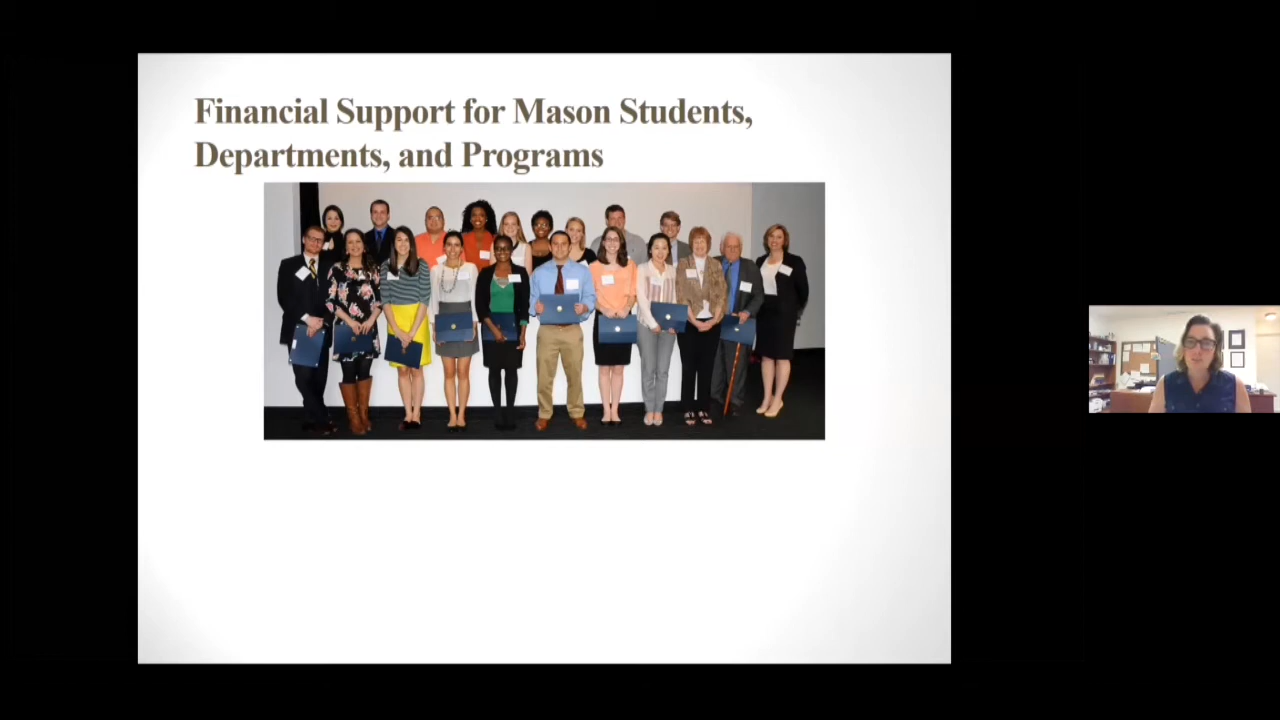 Financial Support for Mason Students,
Departments, and Programs